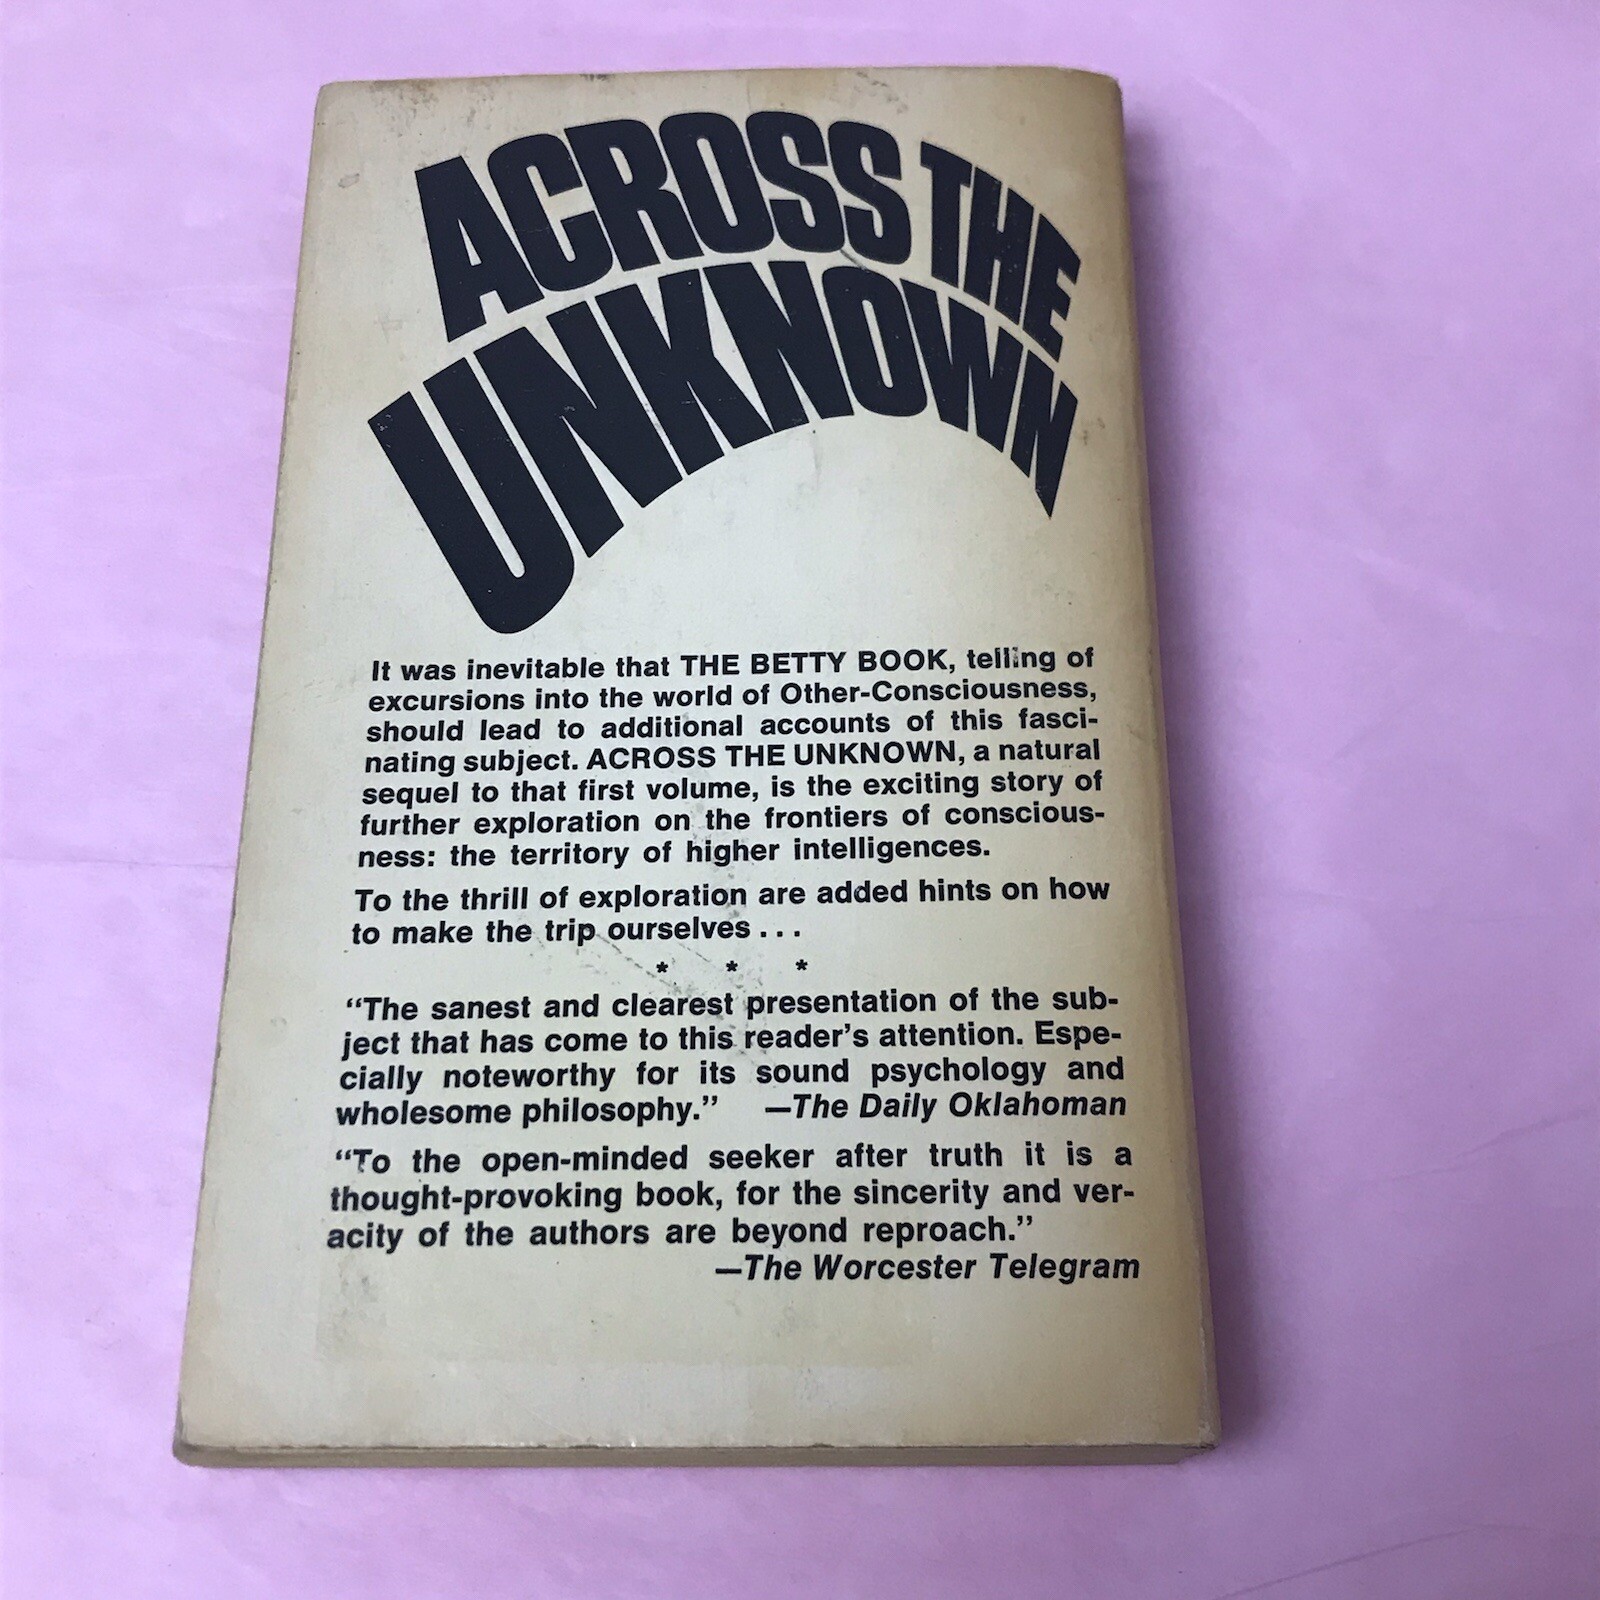 ACROSS THE
UNKNOWN
It was inevitable that THE BETTY BOOK, telling of
excursions into the world of Other-Consciousness,
should lead to additional accounts of this fasci-
nating subject. ACROSS THE UNKNOWN, a natural
sequel to that first volume, is the exciting story of
further exploration on the frontiers of conscious-
ness: the territory of higher intelligences.
To the thrill of exploration are added hints on how
to make the trip ourselves . . .
* * *
“The sanest and clearest presentation of the sub-
ject that has come to this reader’s attention. Espe-
cially noteworthy for its sound psychology and
wholesome philosophy.” —The Daily Oklahoman
“To the open-minded seeker after truth it is a
thought-provoking book, for the sincerity and ver-
acity of the authors are beyond reproach.”
—The Worcester Telegram